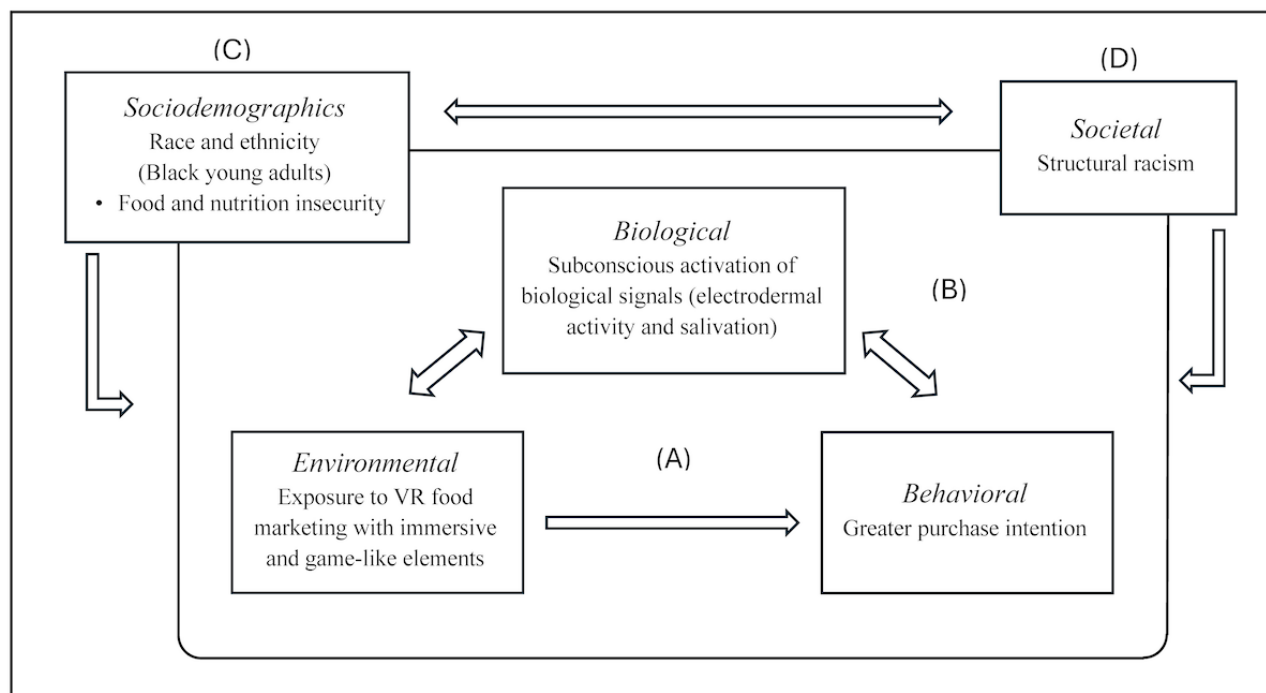 (C)
Sociodemographics
Race and ethnicity
(Black young adults)
• Food and nutrition insecurity
(D)
Societal
Structural racism
Biological
Subconscious activation of
biological signals (electrodermal
activity and salivation)
(B)
Environmental
Exposure to VR food
marketing with immersive
and game-like elements
(A)
Behavioral
Greater purchase intention